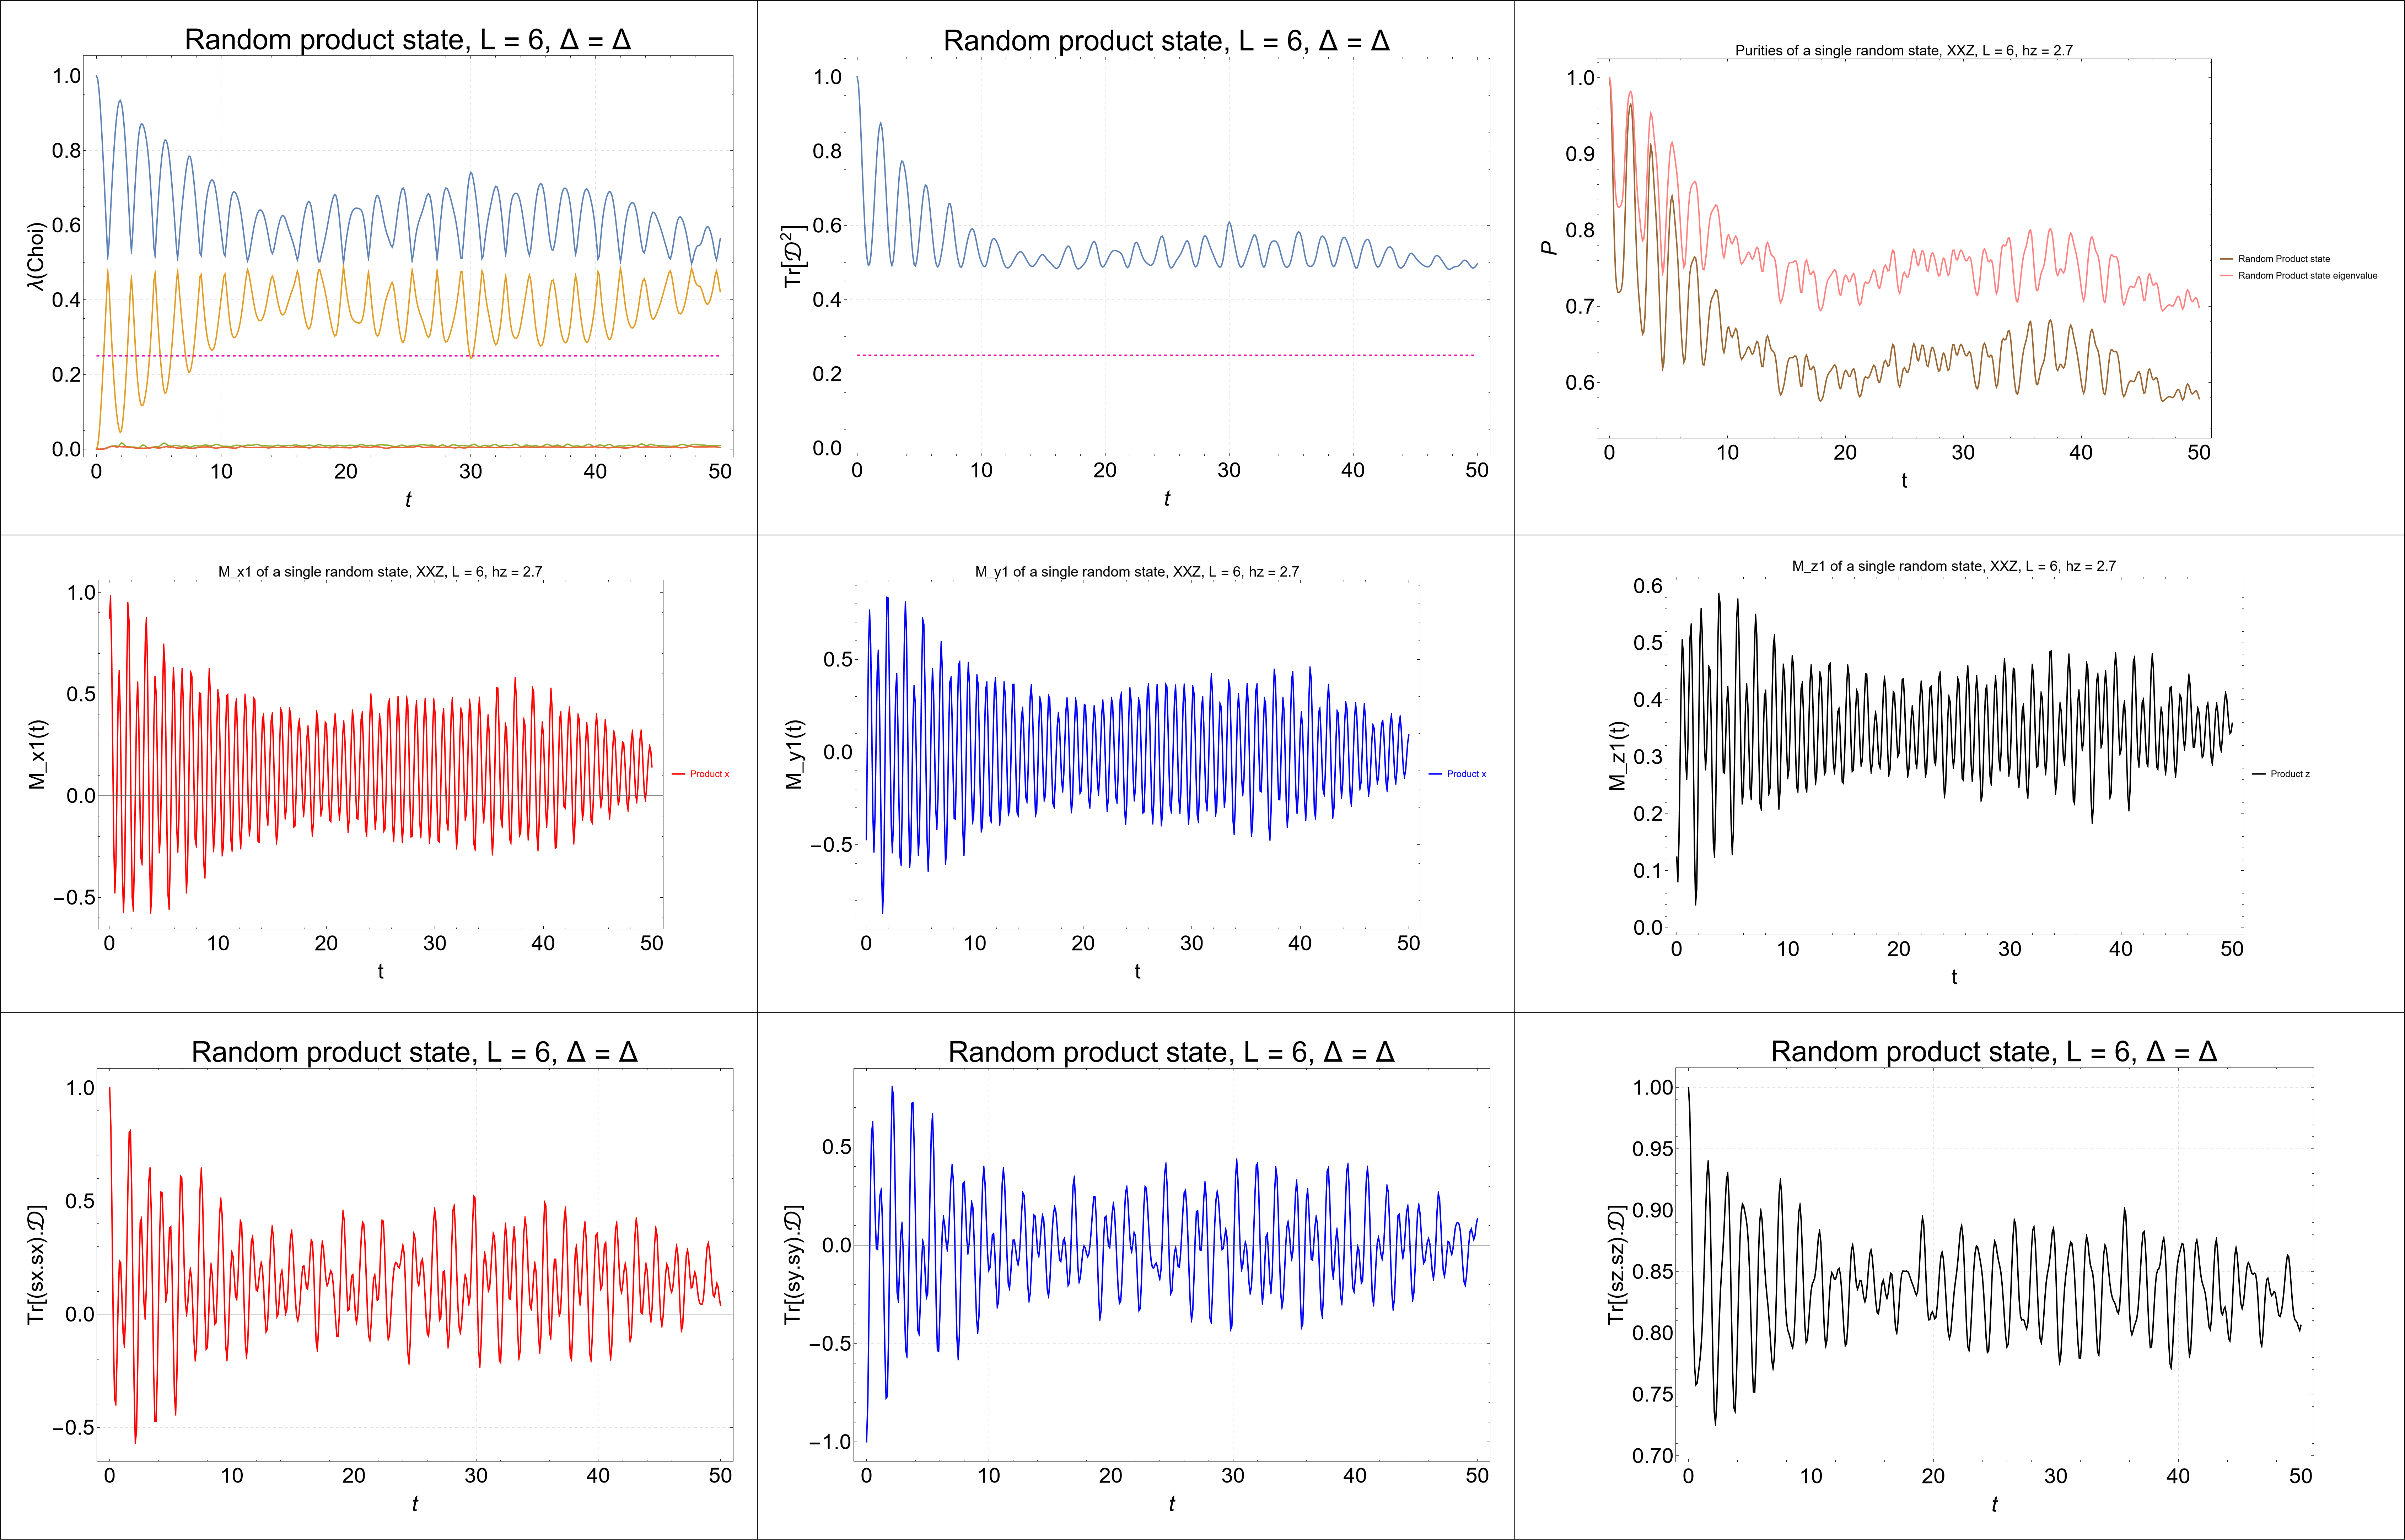 Random product state, L = 6, Δ = Δ
λ(Choi)
1.0
0.8
0.6
0.4
0.2
0.0
0 10 20 30 40 50
t
Random product state, L = 6, Δ = Δ
Tr[𝒟²]
1.0
0.8
0.6
0.4
0.2
0.0
0 10 20 30 40 50
t
Purities of a single random state, XXZ, L = 6, hz = 2.7
P
1.0
0.9
0.8
0.7
0.6
0 10 20 30 40 50
t
Random Product state
Random Product state eigenvalue
M_x1 of a single random state, XXZ, L = 6, hz = 2.7
M_x1(t)
1.0
0.5
0.0
−0.5
0 10 20 30 40 50
t
Product x
M_y1 of a single random state, XXZ, L = 6, hz = 2.7
M_y1(t)
0.5
0.0
−0.5
0 10 20 30 40 50
t
Product x
M_z1 of a single random state, XXZ, L = 6, hz = 2.7
M_z1(t)
0.6
0.5
0.4
0.3
0.2
0.1
0.0
0 10 20 30 40 50
t
Product z
Random product state, L = 6, Δ = Δ
Tr[(sx.sx).𝒟]
1.0
0.5
0.0
−0.5
0 10 20 30 40 50
t
Random product state, L = 6, Δ = Δ
Tr[(sy.sy).𝒟]
0.5
0.0
−0.5
−1.0
0 10 20 30 40 50
t
Random product state, L = 6, Δ = Δ
Tr[(sz.sz).𝒟]
1.00
0.95
0.90
0.85
0.80
0.75
0.70
0 10 20 30 40 50
t